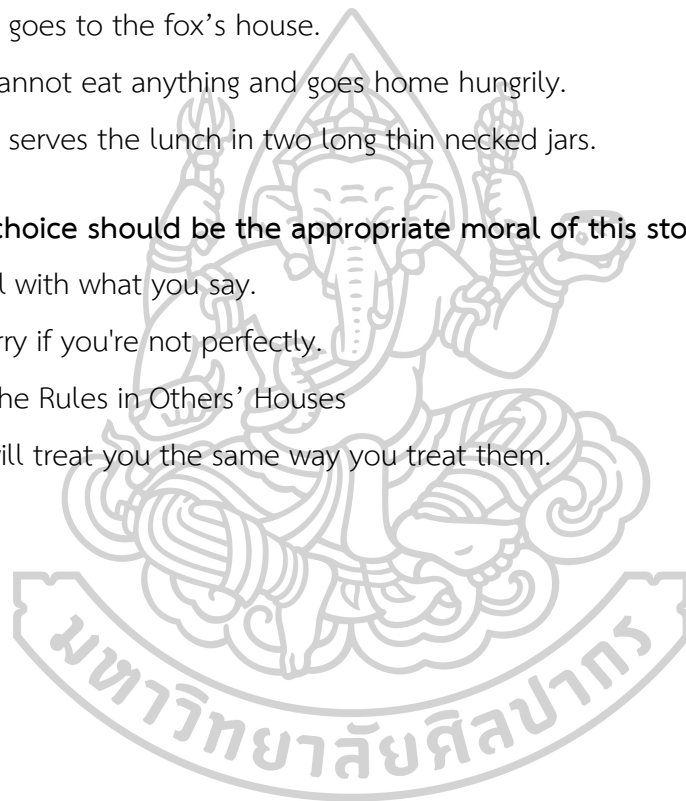 goes to the fox’s house.
annot eat anything and goes home hungrily.
serves the lunch in two long thin necked jars.
choice should be the appropriate moral of this sto
l with what you say.
rry if you're not perfectly.
he Rules in Others’ Houses
ill treat you the same way you treat them.
มหาวิทยาลัยศิลปากร